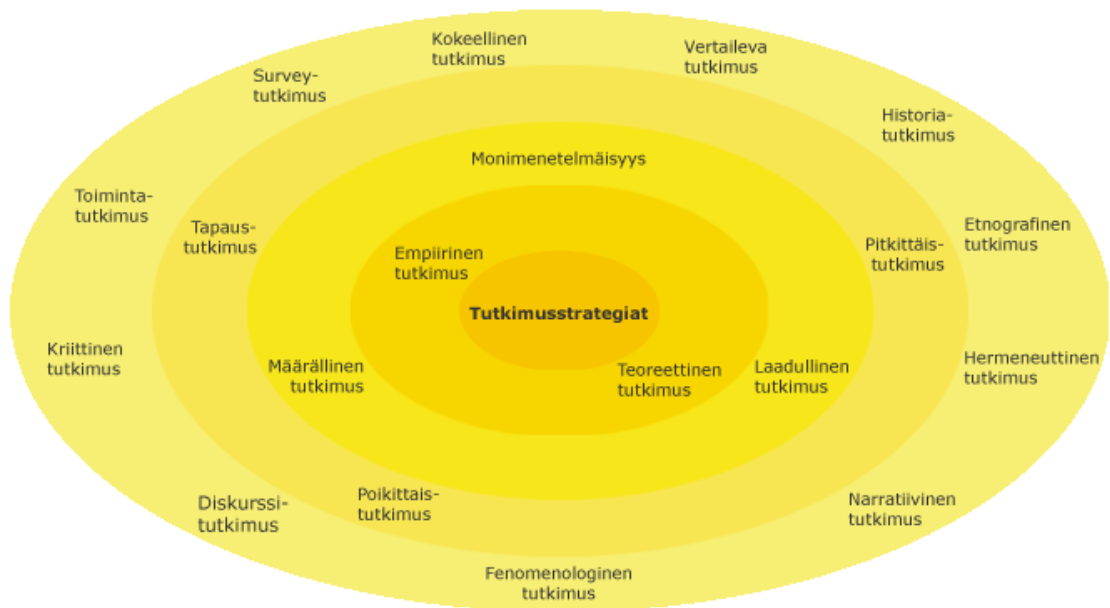 Kokeellinen
tutkimus
Vertaileva
tutkimus
Survey-
tutkimus
Historia-
tutkimus
Monimenetelmäisyys
Toiminta-
tutkimus
Tapaus-
tutkimus
Empiirinen
tutkimus
Pitkittäis-
tutkimus
Etnografinen
tutkimus
Tutkimusstrategiat
Kriittinen
tutkimus
Määrällinen
tutkimus
Teoreettinen
tutkimus
Laadullinen
tutkimus
Hermeneuttinen
tutkimus
Diskurssi-
tutkimus
Poikittais-
tutkimus
Narratiivinen
tutkimus
Fenomenologinen
tutkimus